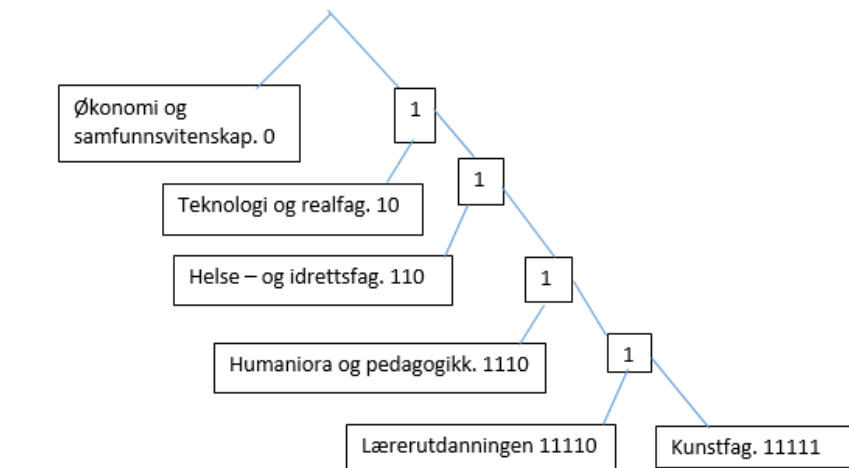 Økonomi og
samfunnsvitenskap. 0
1
Teknologi og realfag. 10
1
Helse – og idrettsfag. 110
1
Humaniora og pedagogikk. 1110
1
Lærerutdanningen 11110
Kunstfag. 11111